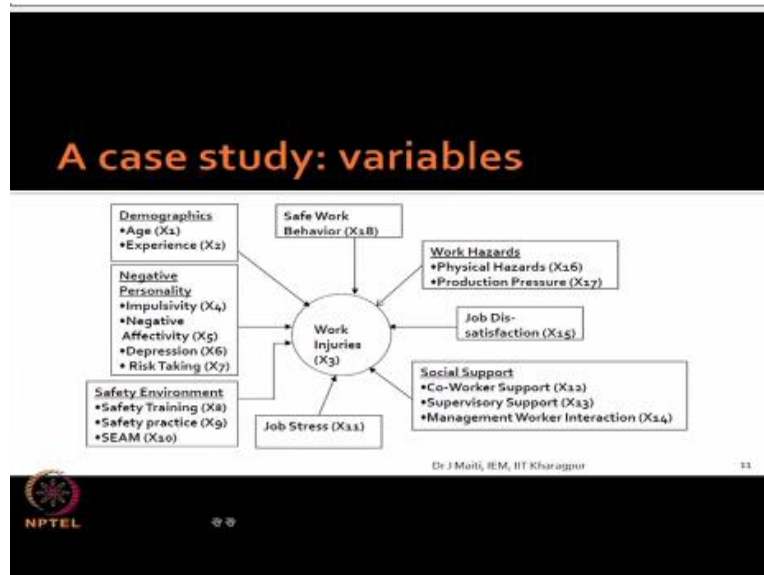 A case study: variables
Demographics
•Age (X1)
•Experience (X2)
Safe Work
Behavior (X18)
Work Hazards
•Physical Hazards (X16)
•Production Pressure (X17)
Negative
Personality
•Impulsivity (X4)
•Negative
Affectivity (X5)
•Depression (X6)
• Risk Taking (X7)
Work
Injuries
(X3)
Job Dis-
satisfaction (X15)
Safety Environment
•Safety Training (X8)
•Safety practice (X9)
•SEAM (X10)
Job Stress (X11)
Social Support
•Co-Worker Support (X12)
•Supervisory Support (X13)
•Management Worker Interaction (X14)
Dr J Maiti, IEM, IIT Kharagpur
11
NPTEL